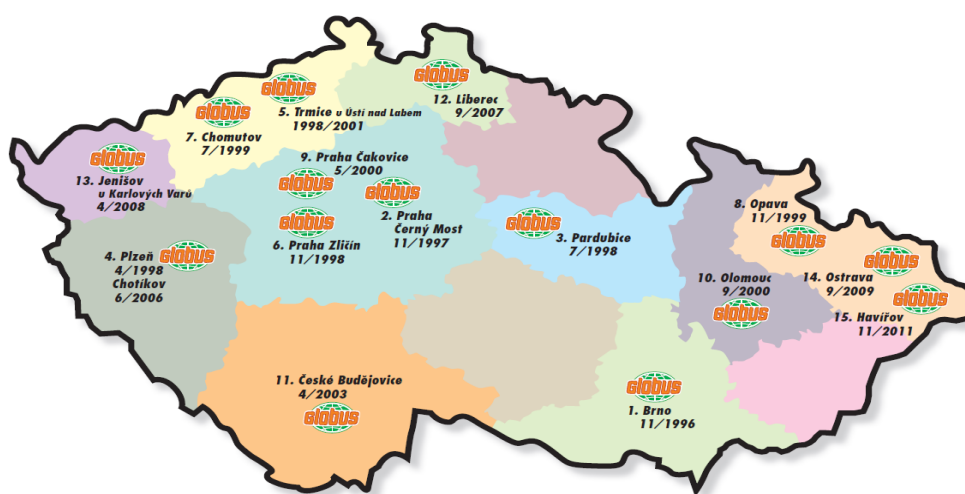 Globus
12. Liberec
9/2007
Globus
5. Trmice u Ústí nad Labem
1998/2001
Globus
7. Chomutov
7/1999
Globus
13. Jenišov
u Karlových Varů
4/2008
9. Praha Čakovice
5/2000
Globus
Globus
2. Praha
Černý Most
11/1997
Globus
6. Praha Zličín
11/1998
Globus
3. Pardubice
7/1998
4. Plzeň
4/1998
Chotíkov
6/2006
Globus
8. Opava
11/1999
Globus
Globus
14. Ostrava
9/2009
10. Olomouc
9/2000
Globus
Globus
15. Havířov
11/2011
11. České Budějovice
4/2003
Globus
Globus
1. Brno
11/1996